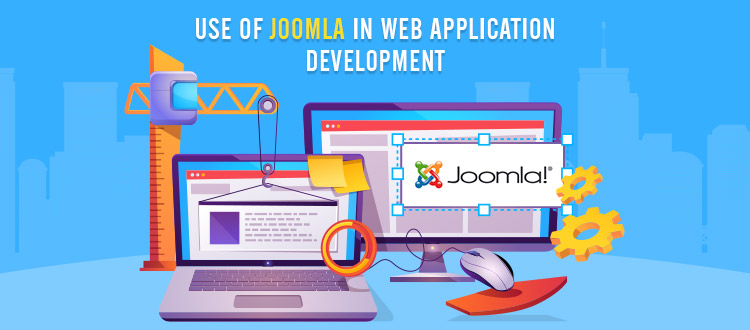 USE OF JOOMLA IN WEB APPLICATION
DEVELOPMENT
Joomla!®